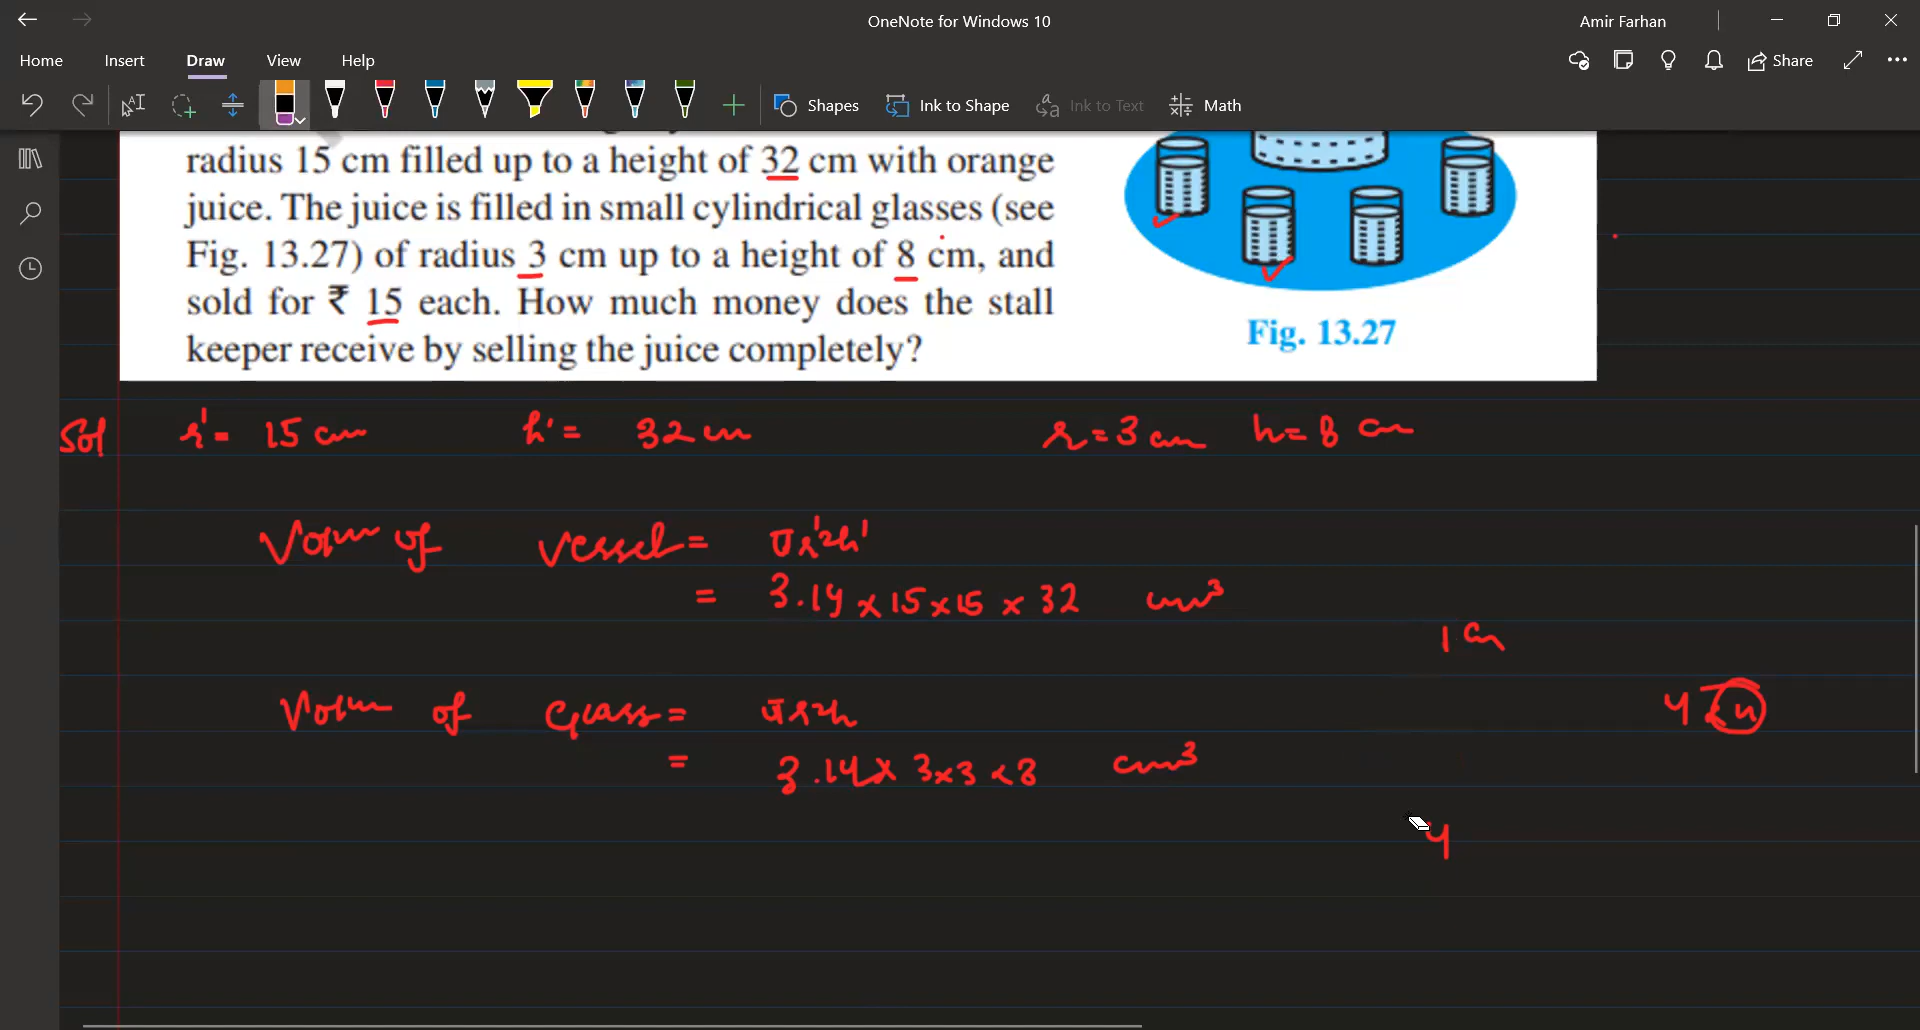 OneNote for Windows 10
Amir Farhan
Home Insert Draw View Help
Share
Shapes Ink to Shape Ink to Text Math
radius 15 cm filled up to a height of 32 cm with orange
juice. The juice is filled in small cylindrical glasses (see
Fig. 13.27) of radius 3 cm up to a height of 8 cm, and
sold for ₹ 15 each. How much money does the stall
keeper receive by selling the juice completely?
Fig. 13.27
Sol r' = 15 cm h' = 32 cm r = 3 cm h = 8 cm
Volum of vessel = πr'²h'
= 3.14 × 15 × 15 × 32 cm³
1 cm
Volum of Glass = πr²h
= 3.14 × 3 × 3 × 8 cm³
4
4